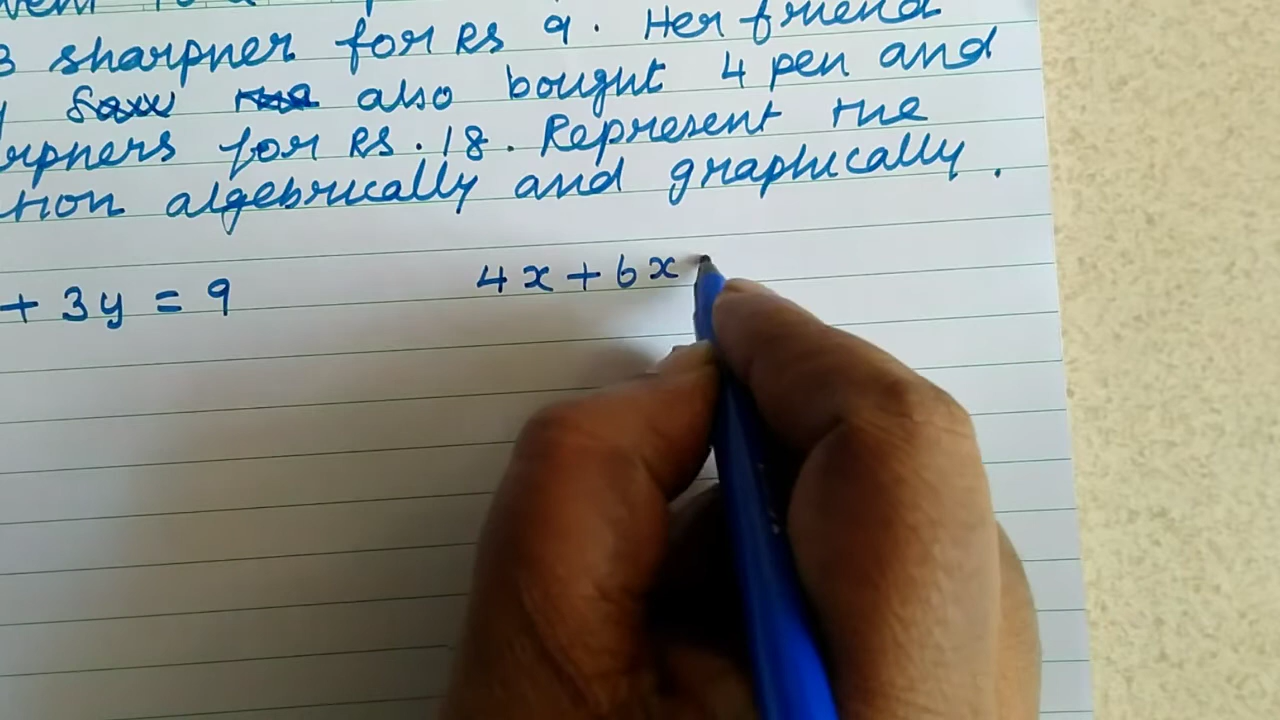 3 sharpner for Rs 9. Her friend
also bought 4 pen and
rpners for Rs. 18. Represent the
tion algebrically and graphically.
+ 3y = 9
4x + 6x